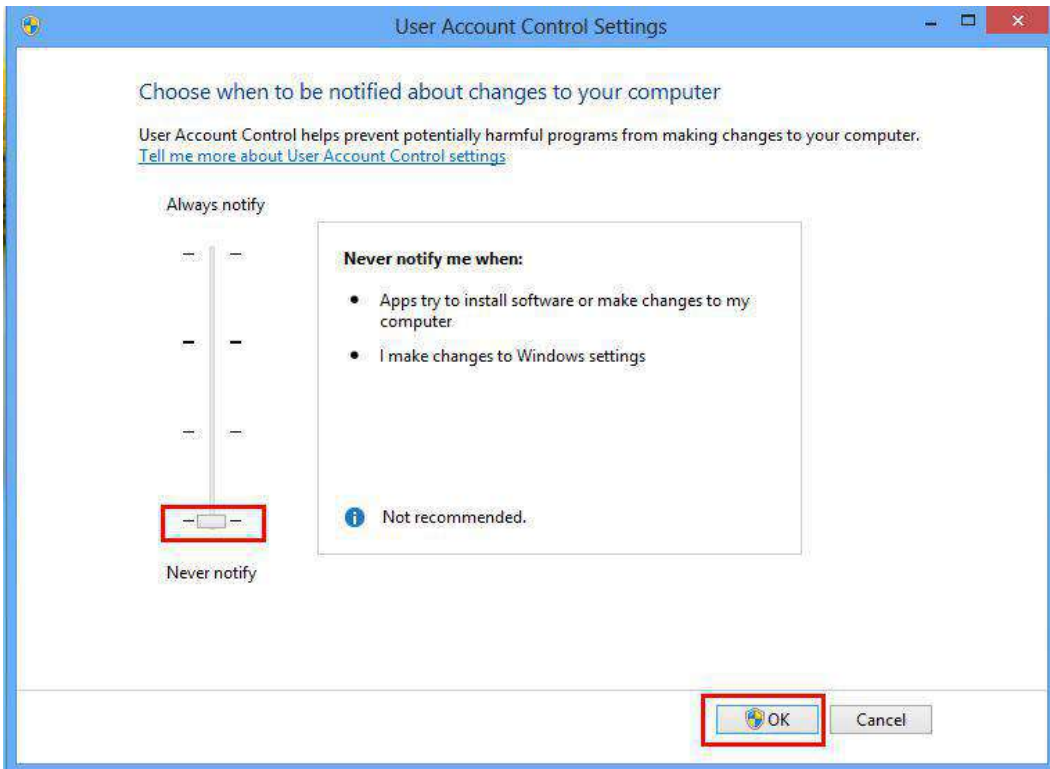 User Account Control Settings
Choose when to be notified about changes to your computer
User Account Control helps prevent potentially harmful programs from making changes to your computer.
Tell me more about User Account Control settings
Always notify
Never notify me when:
• Apps try to install software or make changes to my
computer
• I make changes to Windows settings
Not recommended.
Never notify
OK
Cancel